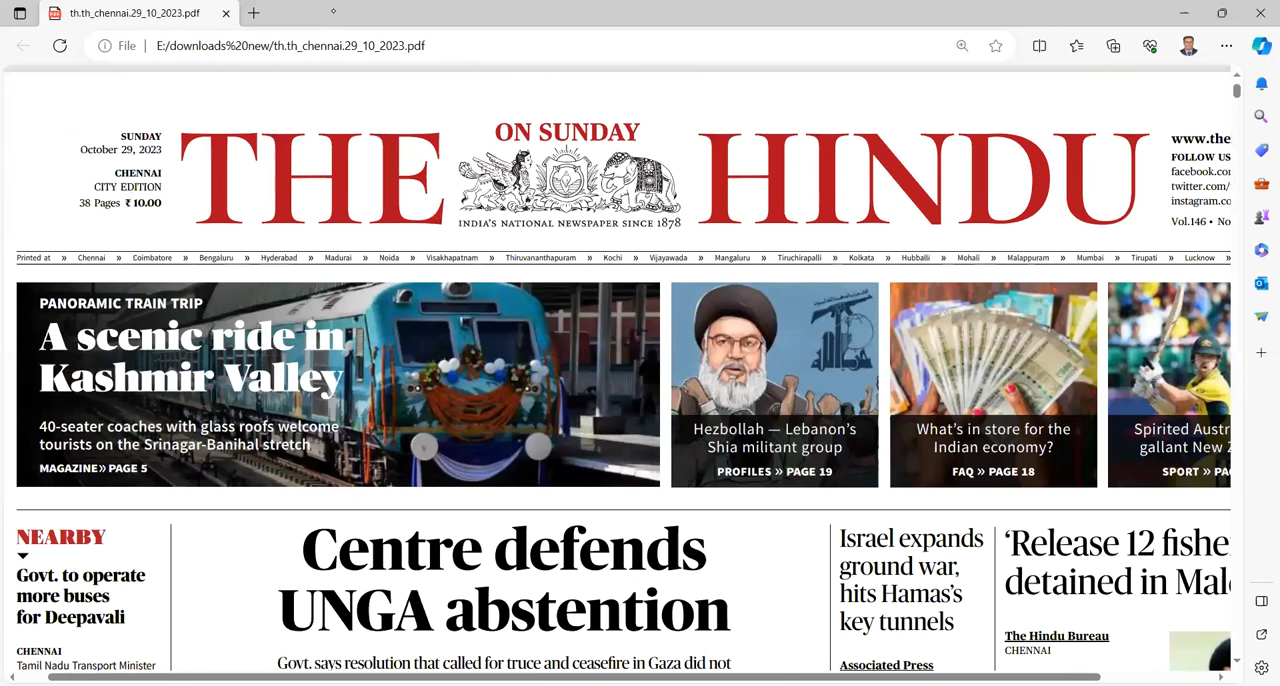 th.th_chennai.29_10_2023.pdf
File
E:/downloads%20new/th.th_chennai.29_10_2023.pdf
SUNDAY
October 29, 2023
CHENNAI
CITY EDITION
38 Pages ₹ 10.00
THE HINDU
ON SUNDAY
INDIA'S NATIONAL NEWSPAPER SINCE 1878
www.the
FOLLOW US
facebook.co
twitter.com/
instagram.co
Vol.146 • No
Printed at » Chennai » Coimbatore » Bengaluru » Hyderabad » Madurai » Noida » Visakhapatnam » Thiruvananthapuram » Kochi » Vijayawada » Mangaluru » Tiruchirapalli » Kolkata » Hubballi » Mohali » Malappuram » Mumbai » Tirupati » Lucknow »
PANORAMIC TRAIN TRIP
A scenic ride in
Kashmir Valley
40-seater coaches with glass roofs welcome
tourists on the Srinagar-Banihal stretch
MAGAZINE » PAGE 5
Hezbollah — Lebanon's
Shia militant group
PROFILES » PAGE 19
What's in store for the
Indian economy?
FAQ » PAGE 18
Spirited Austr
gallant New Z
SPORT » PA
NEARBY
Govt. to operate
more buses
for Deepavali
CHENNAI
Tamil Nadu Transport Minister
Centre defends
UNGA abstention
Govt. says resolution that called for truce and ceasefire in Gaza did not
Israel expands
ground war,
hits Hamas's
key tunnels
Associated Press
‘Release 12 fishe
detained in Mal
The Hindu Bureau
CHENNAI